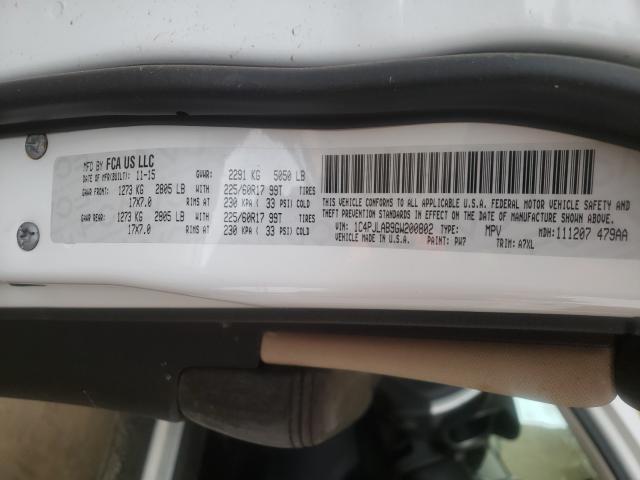 MFD BY FCA US LLC
DATE OF MFR(BUILT): 11-15 GVWR: 2291 KG 5050 LB
GAWR FRONT: 1273 KG 2805 LB WITH 225/60R17 99T TIRES
17X7.0 RIMS AT 230 KPA ( 33 PSI) COLD
GAWR REAR: 1273 KG 2805 LB WITH 225/60R17 99T TIRES
17X7.0 RIMS AT 230 KPA ( 33 PSI) COLD
THIS VEHICLE CONFORMS TO ALL APPLICABLE U.S.A. FEDERAL MOTOR VEHICLE SAFETY AND
THEFT PREVENTION STANDARDS IN EFFECT ON THE DATE OF MANUFACTURE SHOWN ABOVE.
VIN: 1C4PJLAB9GW200802 TYPE: MPV MDH: 111207 479AA
VEHICLE MADE IN U.S.A. PAINT: PW7 TRIM: A7XL